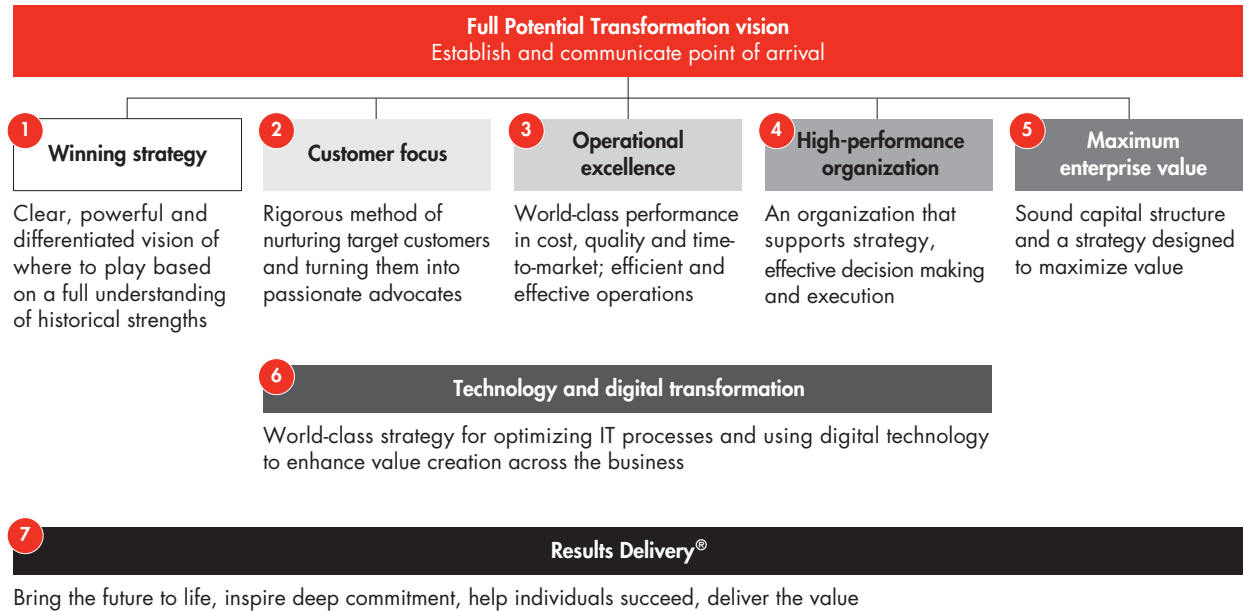 Full Potential Transformation vision
Establish and communicate point of arrival
1
Winning strategy
Clear, powerful and
differentiated vision of
where to play based
on a full understanding
of historical strengths
2
Customer focus
Rigorous method of
nurturing target customers
and turning them into
passionate advocates
3
Operational
excellence
World-class performance
in cost, quality and time-
to-market; efficient and
effective operations
4
High-performance
organization
An organization that
supports strategy,
effective decision making
and execution
5
Maximum
enterprise value
Sound capital structure
and a strategy designed
to maximize value
6
Technology and digital transformation
World-class strategy for optimizing IT processes and using digital technology
to enhance value creation across the business
7
Results Delivery®
Bring the future to life, inspire deep commitment, help individuals succeed, deliver the value